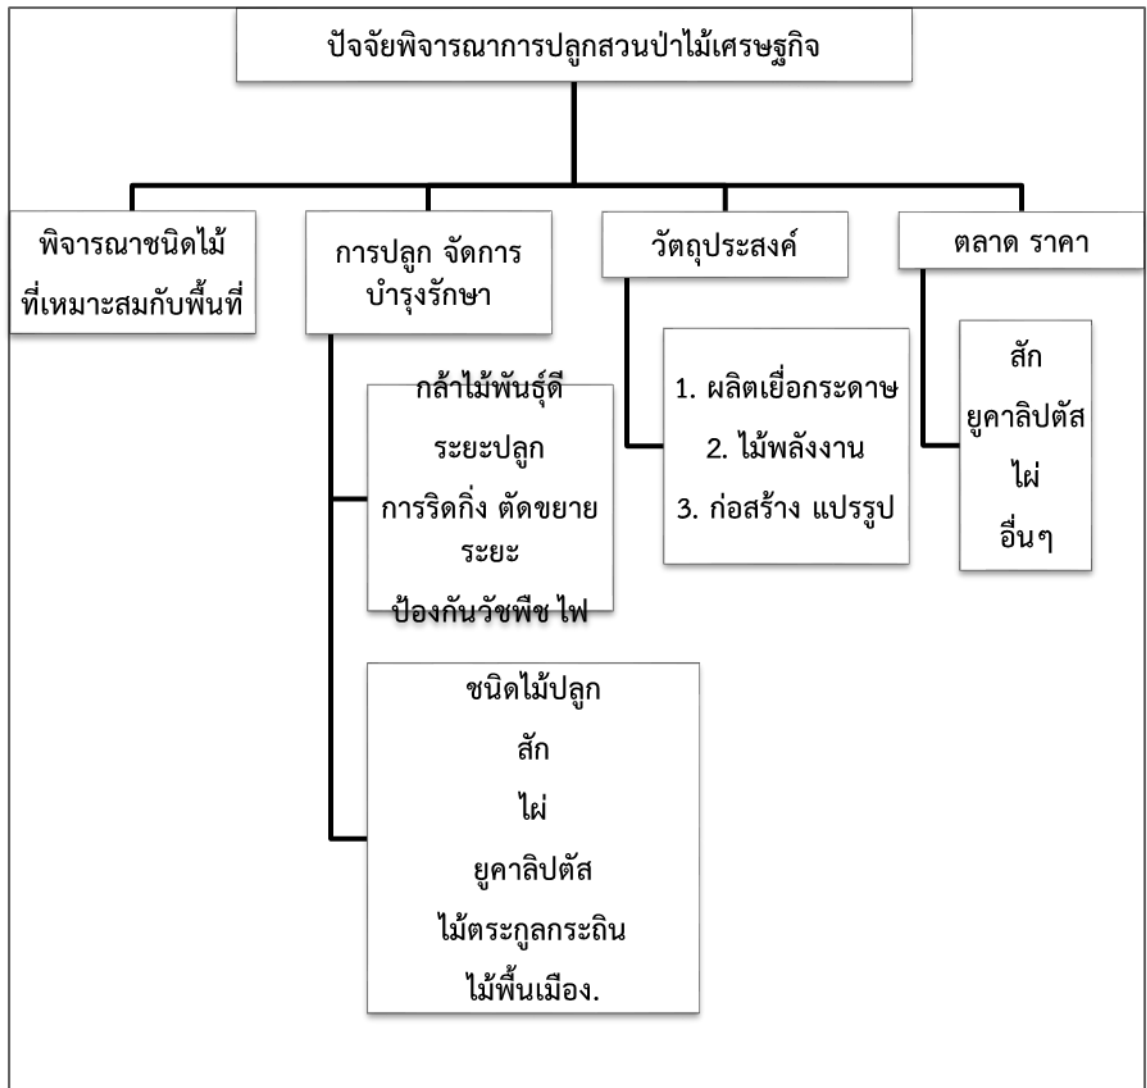 ปัจจัยพิจารณาการปลูกสวนป่าไม้เศรษฐกิจ
พิจารณาชนิดไม้
ที่เหมาะสมกับพื้นที่
การปลูก จัดการ
บำรุงรักษา
กล้าไม้พันธุ์ดี
ระยะปลูก
การริดกิ่ง ตัดขยาย
ระยะ
ป้องกันวัชพืช ไฟ
ชนิดไม้ปลูก
สัก
ไผ่
ยูคาลิปตัส
ไม้ตระกูลกระถิน
ไม้พื้นเมือง.
วัตถุประสงค์
1. ผลิตเยื่อกระดาษ
2. ไม้พลังงาน
3. ก่อสร้าง แปรรูป
ตลาด ราคา
สัก
ยูคาลิปตัส
ไผ่
อื่นๆ